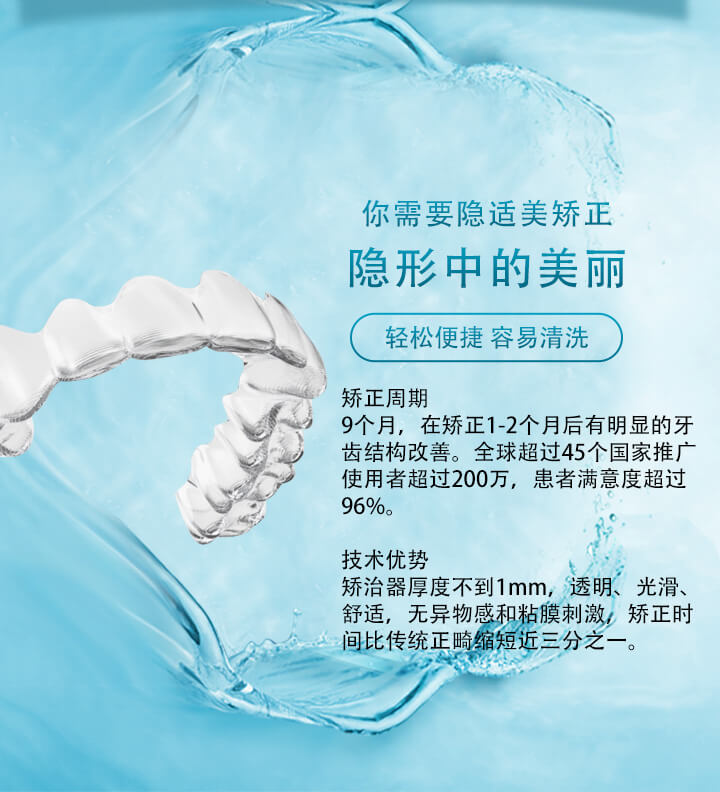 你需要隐适美矫正
隐形中的美丽
轻松便捷 容易清洗
矫正周期
9个月，在矫正1-2个月后有明显的牙
齿结构改善。全球超过45个国家推广
使用者超过200万，患者满意度超过
96%。
技术优势
矫治器厚度不到1mm，透明、光滑、
舒适，无异物感和粘膜刺激，矫正时
间比传统正畸缩短近三分之一。